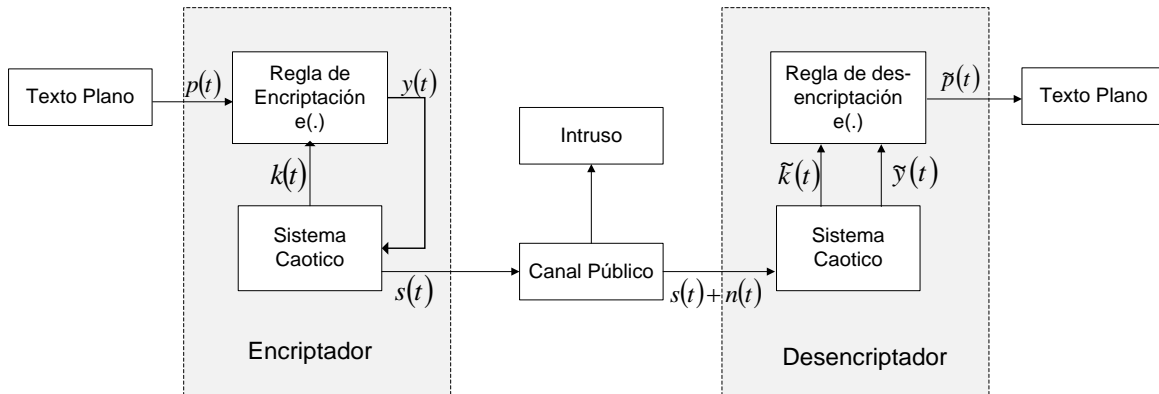 Texto Plano
p(t)
Regla de
Encriptación
e(.)
y(t)
k(t)
Sistema
Caotico
s(t)
Encriptador
Intruso
Canal Público
s(t)+n(t)
Regla de des-
encriptación
e(.)
p̃(t)
Texto Plano
k̃(t)
ỹ(t)
Sistema
Caotico
Desencriptador